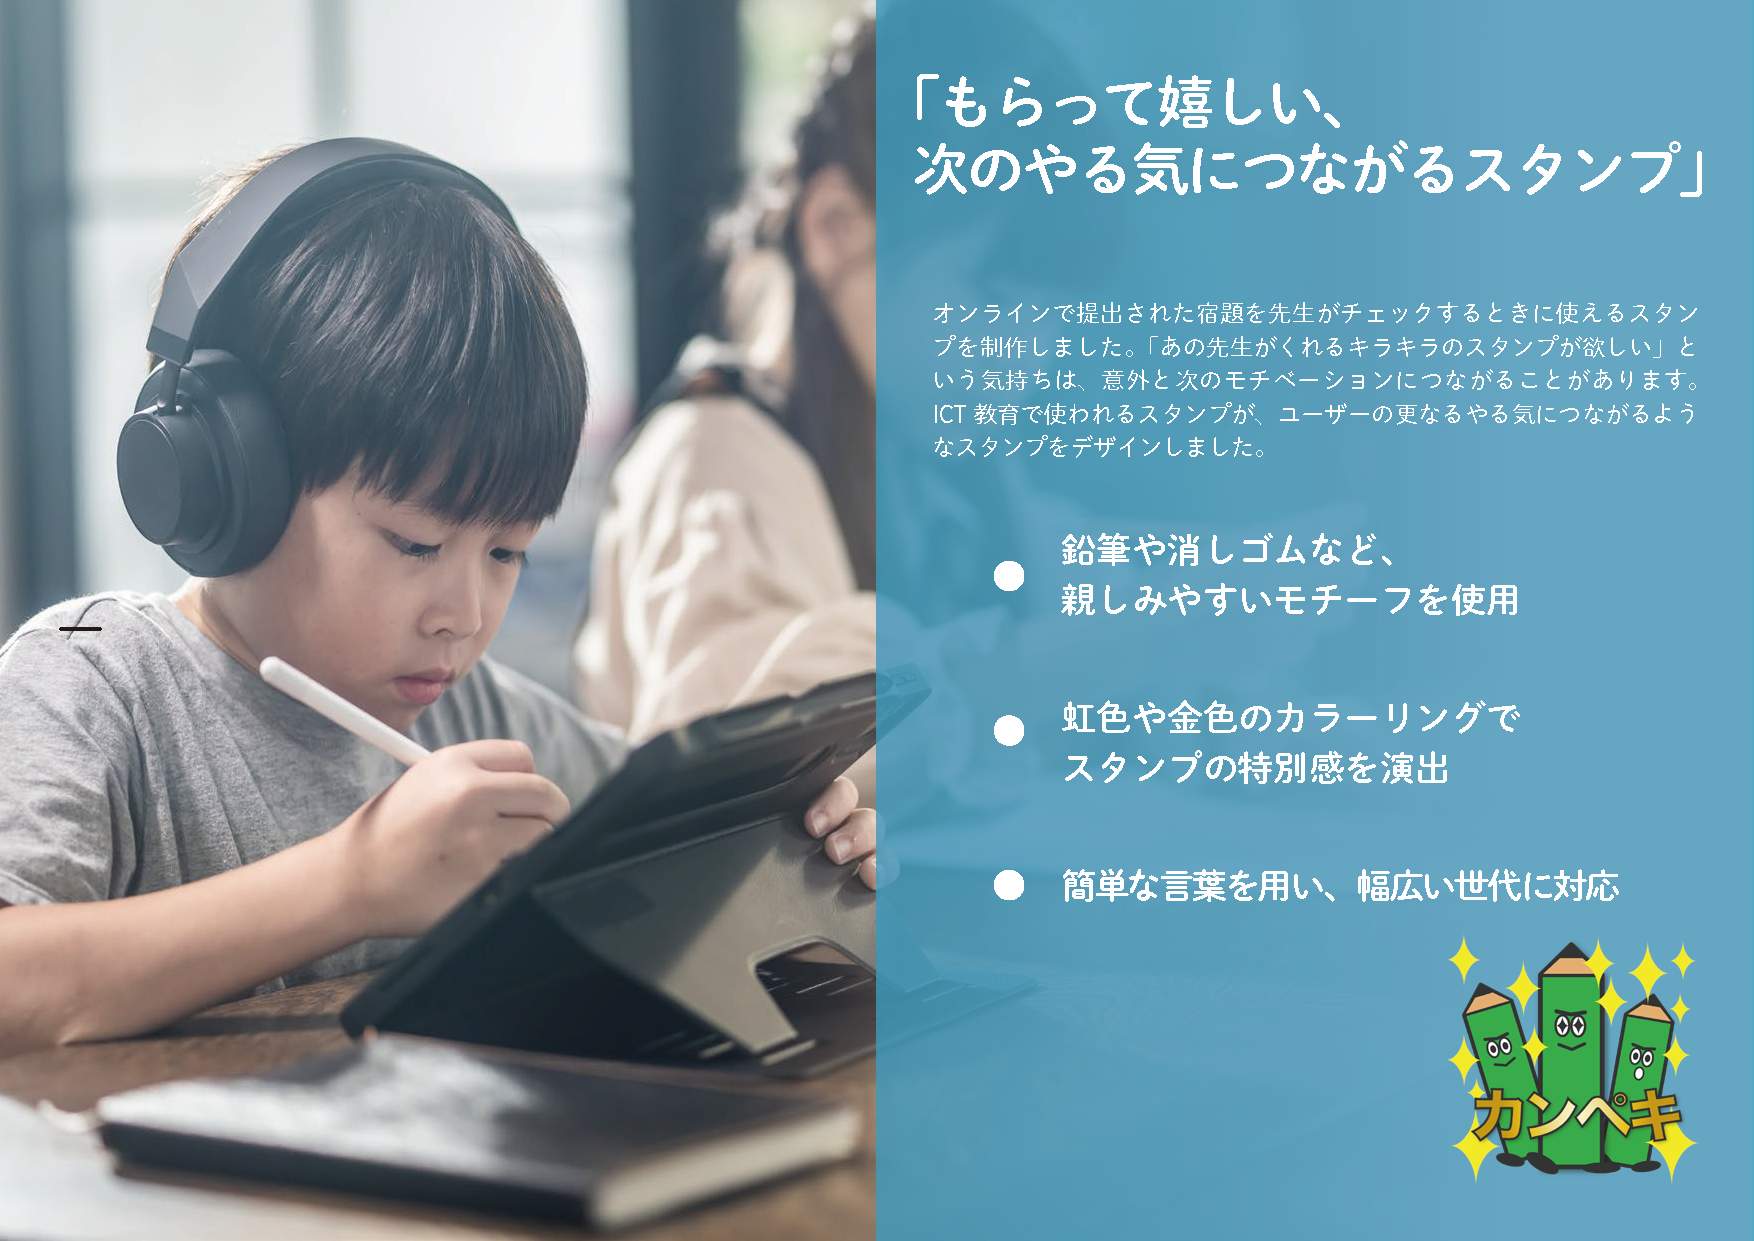 「もらって嬉しい、
次のやる気につながるスタンプ」
オンラインで提出された宿題を先生がチェックするときに使えるスタン
プを制作しました。「あの先生がくれるキラキラのスタンプが欲しい」と
いう気持ちは、意外と次のモチベーションにつながることがあります。
ICT 教育で使われるスタンプが、ユーザーの更なるやる気につながるよう
なスタンプをデザインしました。
● 鉛筆や消しゴムなど、
親しみやすいモチーフを使用
● 虹色や金色のカラーリングで
スタンプの特別感を演出
● 簡単な言葉を用い、幅広い世代に対応
カンペキ